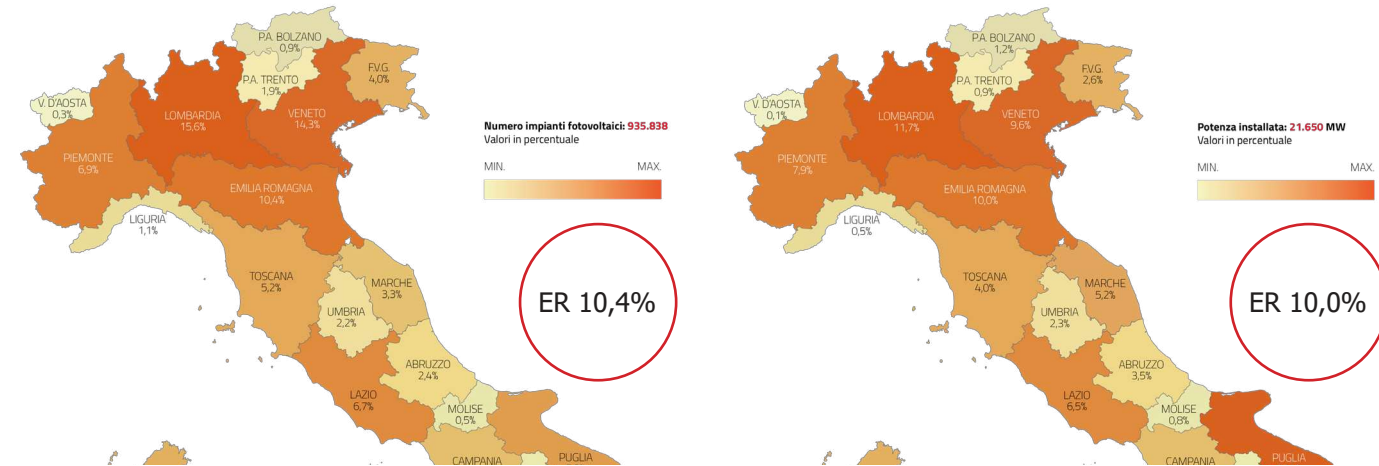 P.A. BOLZANO
0,9%
P.A. TRENTO
1,9%
F.V.G.
4,0%
V. D'AOSTA
0,3%
LOMBARDIA
15,6%
VENETO
14,3%
PIEMONTE
6,9%
EMILIA ROMAGNA
10,4%
LIGURIA
1,1%
TOSCANA
5,2%
MARCHE
3,3%
UMBRIA
2,2%
ABRUZZO
2,4%
LAZIO
6,7%
MOLISE
0,5%
CAMPANIA
PUGLIA
Numero impianti fotovoltaici: 935.838
Valori in percentuale
MIN. MAX.
ER 10,4%
P.A. BOLZANO
1,2%
P.A. TRENTO
0,9%
F.V.G.
2,6%
V. D'AOSTA
0,1%
LOMBARDIA
11,7%
VENETO
9,6%
PIEMONTE
7,9%
EMILIA ROMAGNA
10,0%
LIGURIA
0,5%
TOSCANA
4,0%
MARCHE
5,2%
UMBRIA
2,3%
ABRUZZO
3,5%
LAZIO
6,5%
MOLISE
0,8%
CAMPANIA
PUGLIA
Potenza installata: 21.650 MW
Valori in percentuale
MIN. MAX.
ER 10,0%